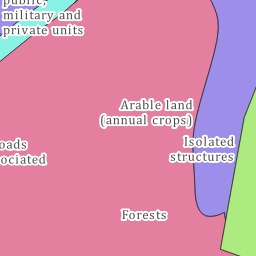 public,
military and
private units
Arable land
(annual crops)
Isolated
structures
oads
ociated
Forests